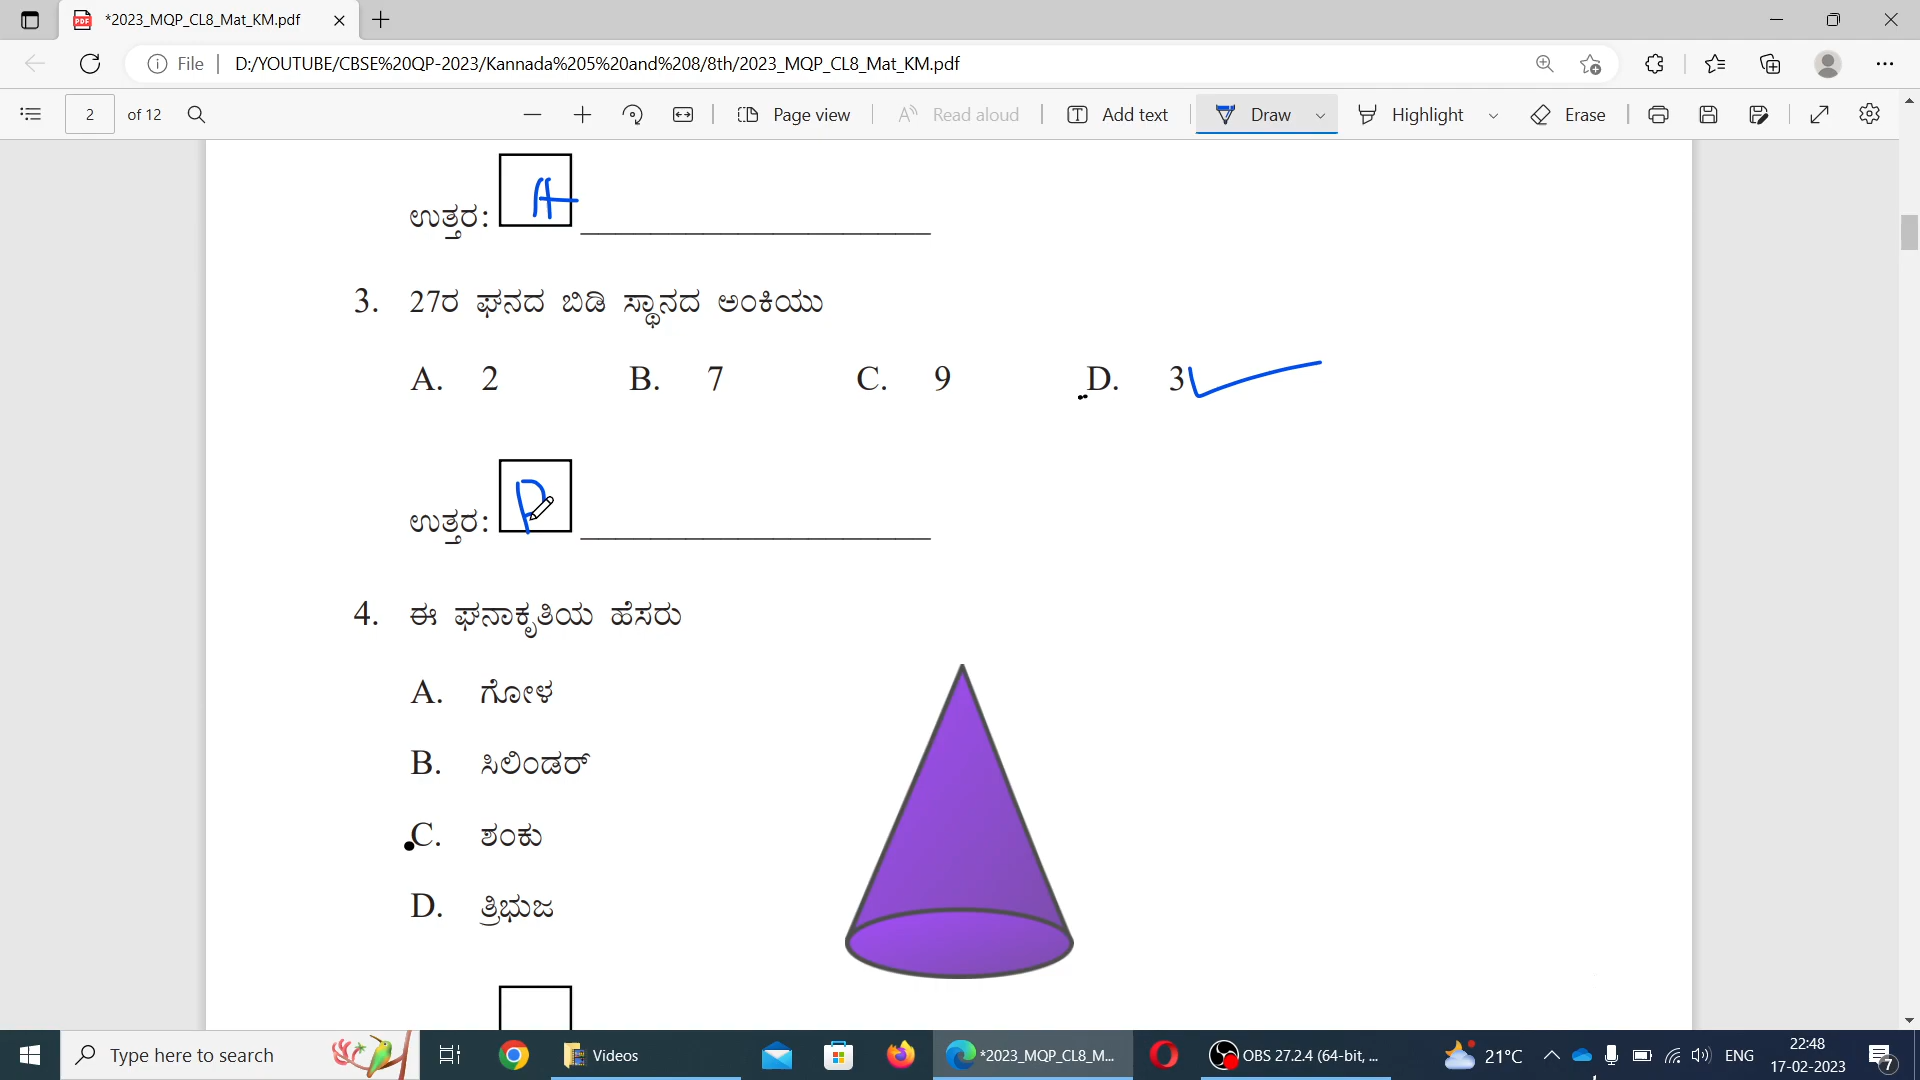 *2023_MQP_CL8_Mat_KM.pdf
File | D:/YOUTUBE/CBSE%20QP-2023/Kannada%205%20and%208/8th/2023_MQP_CL8_Mat_KM.pdf
2 of 12 Page view Read aloud Add text Draw Highlight Erase
A
ಉತ್ತರ: ____________________
3. 27ರ ಘನದ ಬಿಡಿ ಸ್ಥಾನದ ಅಂಕಿಯು
A. 2 B. 7 C. 9 D. 3
ಉತ್ತರ: ____________________
4. ಈ ಘನಾಕೃತಿಯ ಹೆಸರು
A. ಗೋಳ
B. ಸಿಲಿಂಡರ್
C. ಶಂಕು
D. ತ್ರಿಭುಜ
Type here to search Videos *2023_MQP_CL8_M... OBS 27.2.4 (64-bit, ... 21°C ENG 22:48
17-02-2023 7